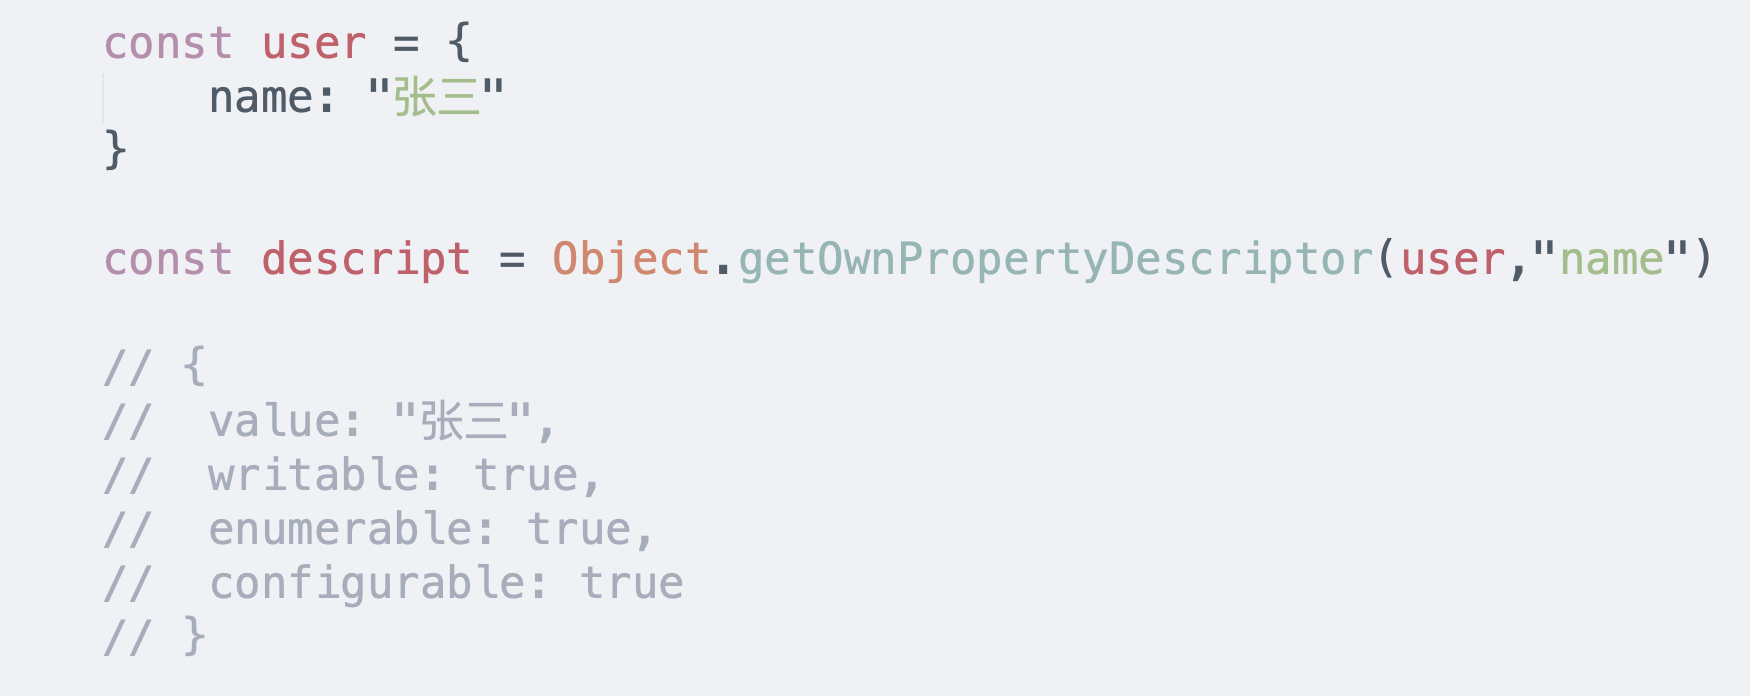 const user = {
    name: "张三"
}
const descript = Object.getOwnPropertyDescriptor(user,"name")
// {
//  value: "张三",
//  writable: true,
//  enumerable: true,
//  configurable: true
// }